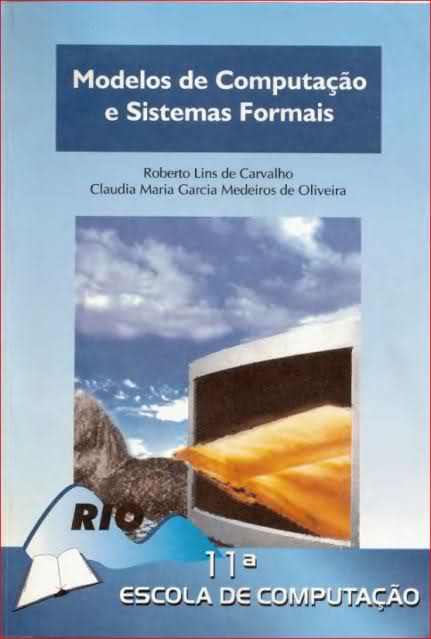 Modelos de Computação
e Sistemas Formais
Roberto Lins de Carvalho
Claudia Maria Garcia Medeiros de Oliveira
RIO
11ª
ESCOLA DE COMPUTAÇÃO